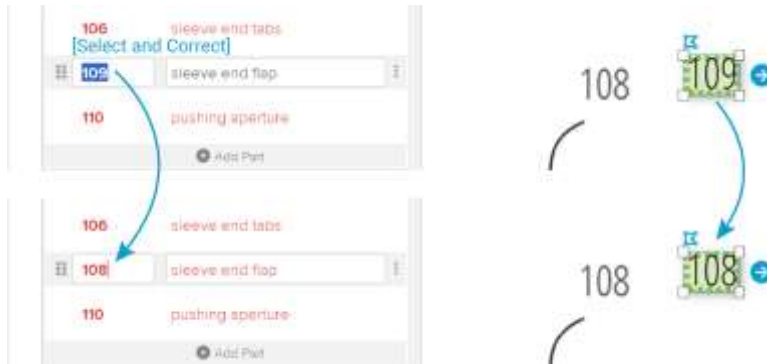 106 sleeve end tabs
[Select and Correct]
109 sleeve end flap
110 pushing aperture
Add Part
108
109
106 sleeve end tabs
108 sleeve end flap
110 pushing aperture
Add Part
108
108